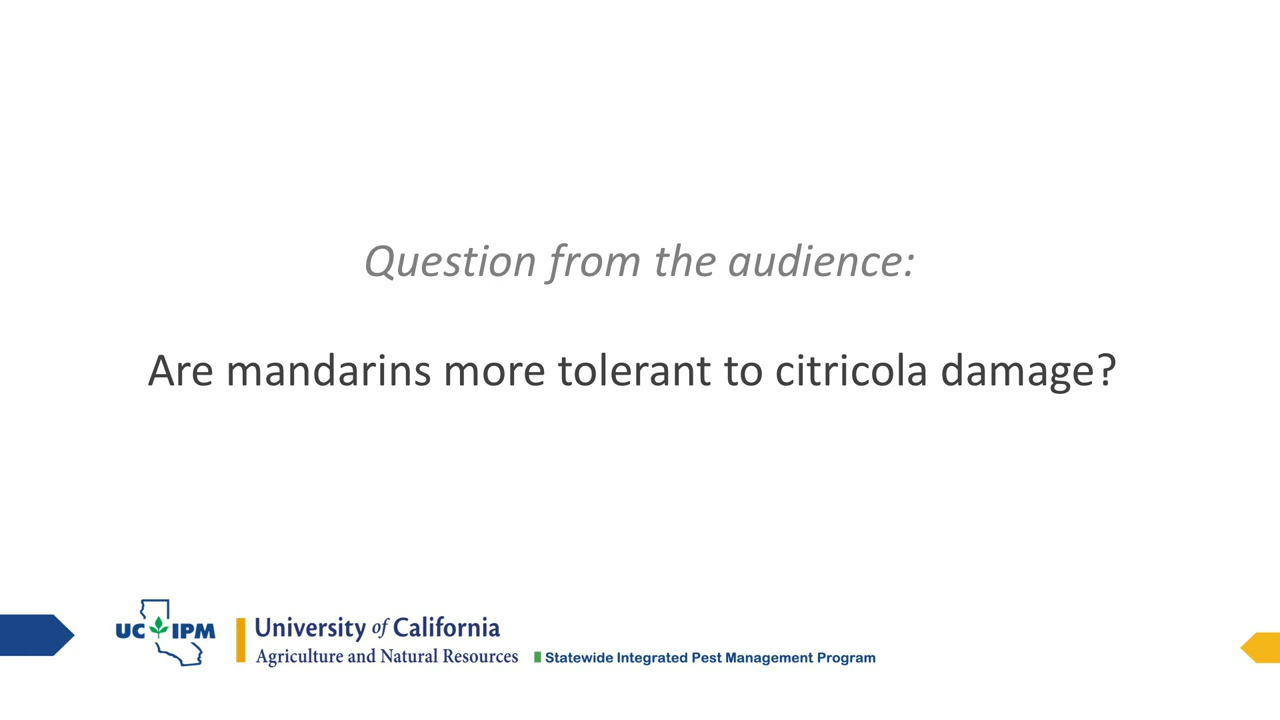 Question from the audience:
Are mandarins more tolerant to citricola damage?
UC IPM
University of California
Agriculture and Natural Resources
Statewide Integrated Pest Management Program